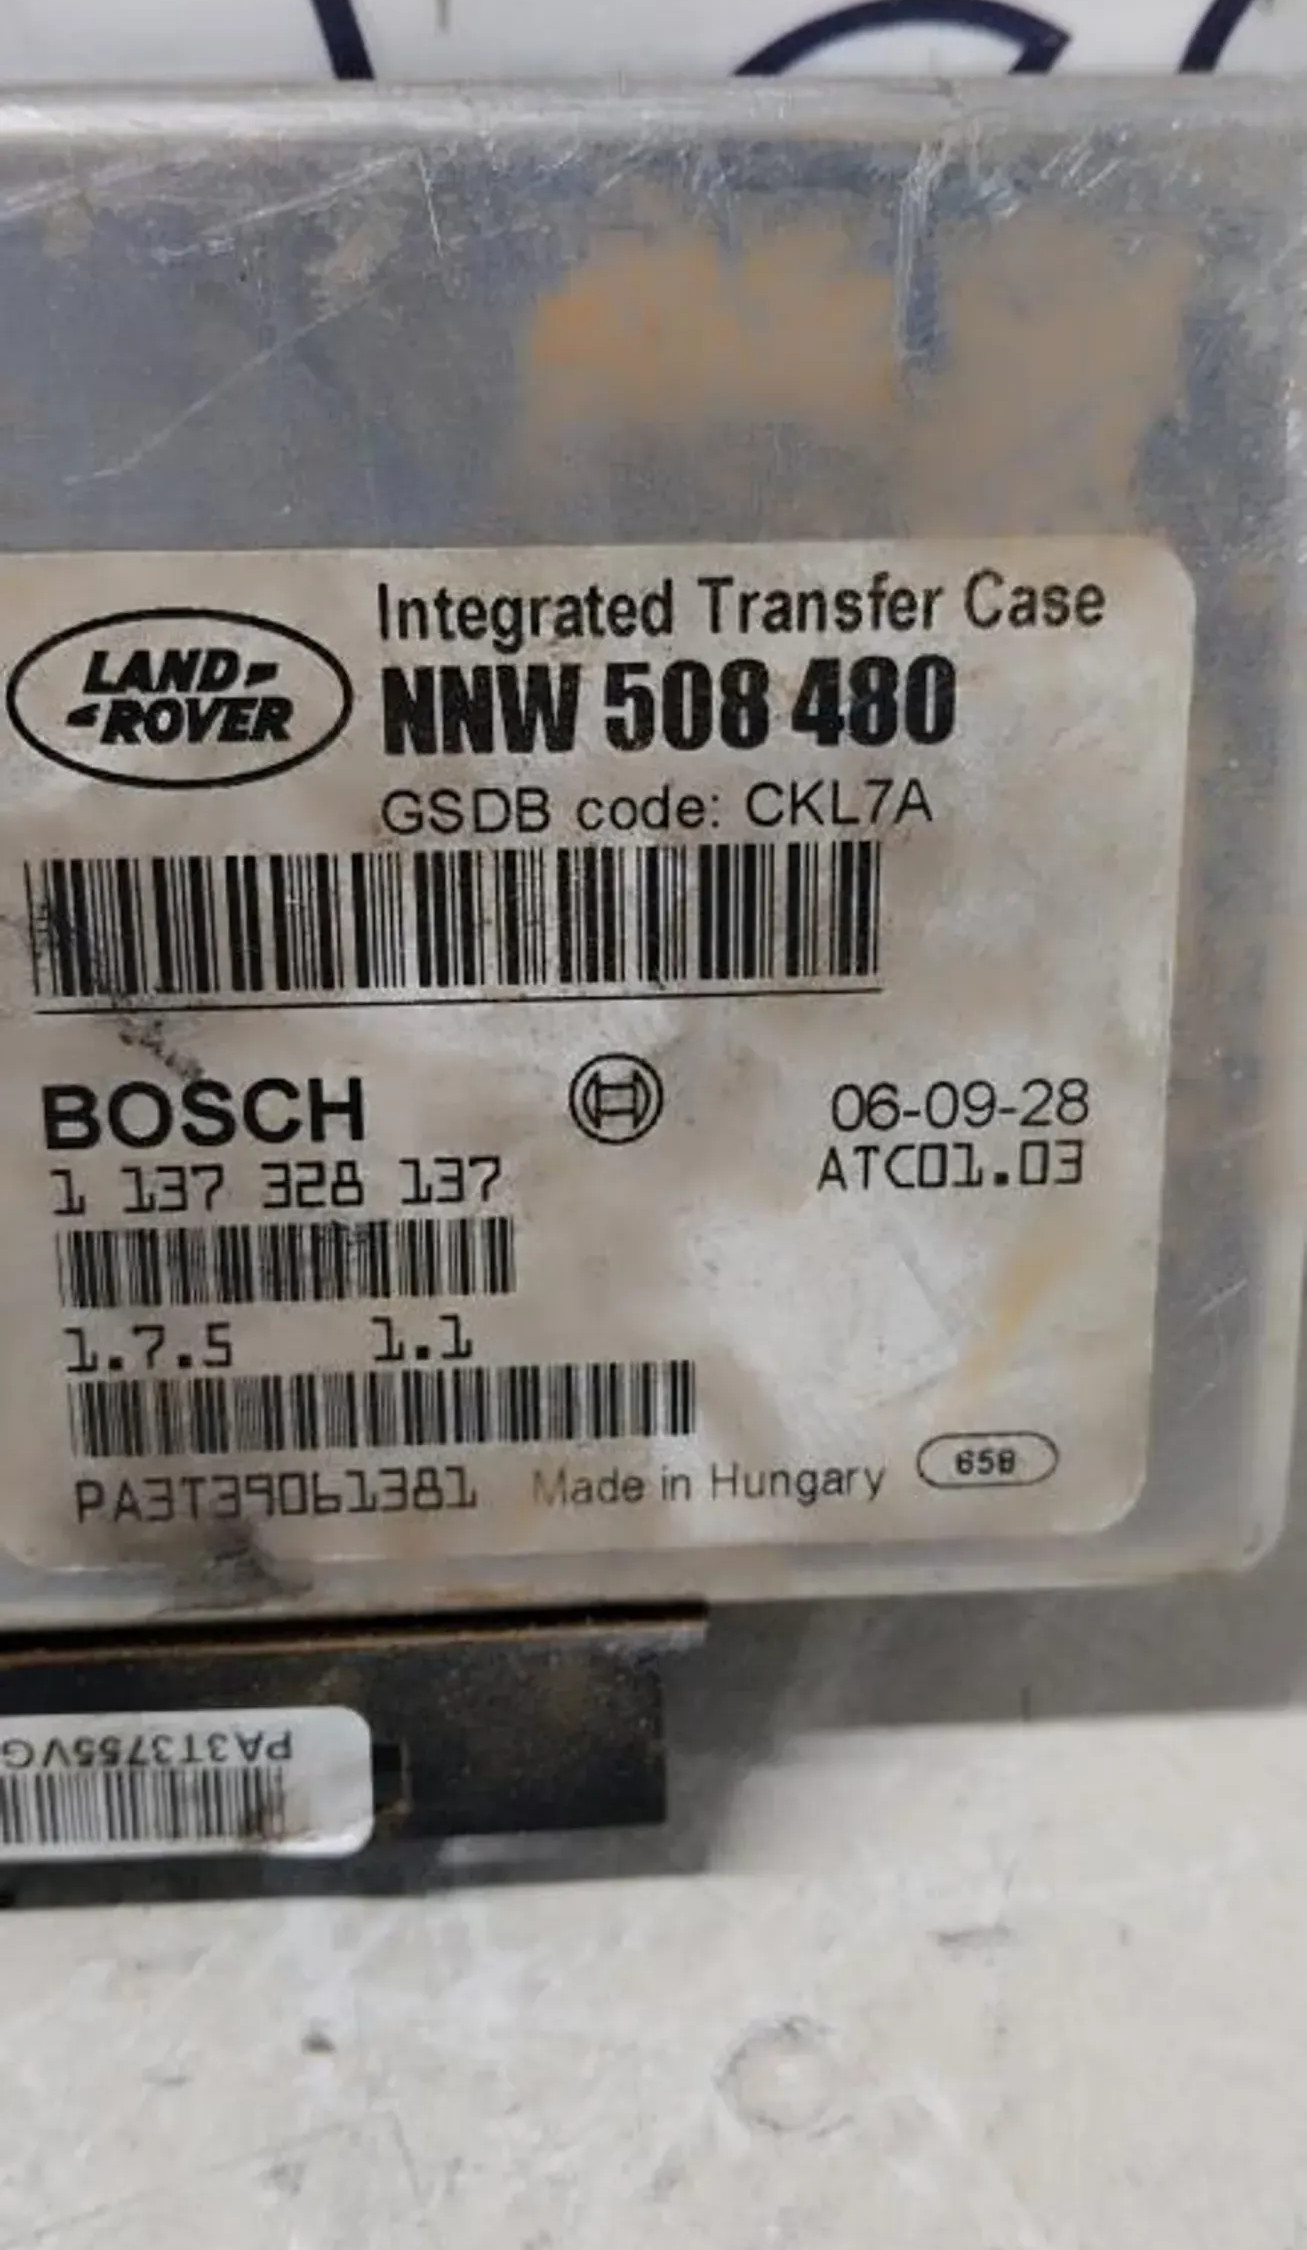 LAND-
ROVER
Integrated Transfer Case
NNW 508 480
GSDB code: CKL7A
BOSCH
06-09-28
1 137 328 137
ATC01.03
1.7.5 1.1
PA3T39061381 Made in Hungary 658